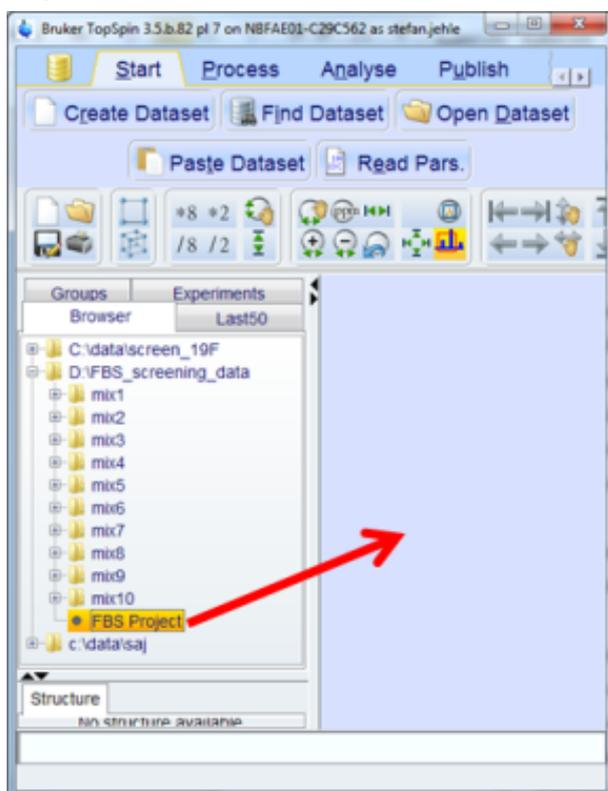 Bruker TopSpin 3.5.b.82 pl 7 on NBFAE01-C29C562 as stefan.jehle
Start Process Analyse Publish
Create Dataset Find Dataset Open Dataset
Paste Dataset Read Pars.
*8 *2 ppm
/8 /2
Groups Experiments
Browser Last50
C:\data\screen_19F
D:\FBS_screening_data
mix1
mix2
mix3
mix4
mix5
mix6
mix7
mix8
mix9
mix10
FBS Project
c:\data\saj
Structure
No structure available